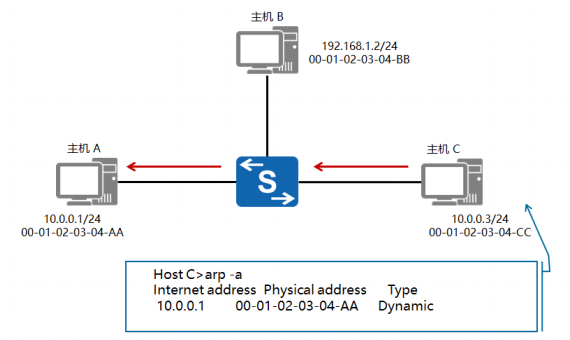 主机 B
192.168.1.2/24
00-01-02-03-04-BB
主机 A
主机 C
S
10.0.0.1/24
00-01-02-03-04-AA
10.0.0.3/24
00-01-02-03-04-CC
Host C>arp -a
Internet address Physical address Type
10.0.0.1 00-01-02-03-04-AA Dynamic